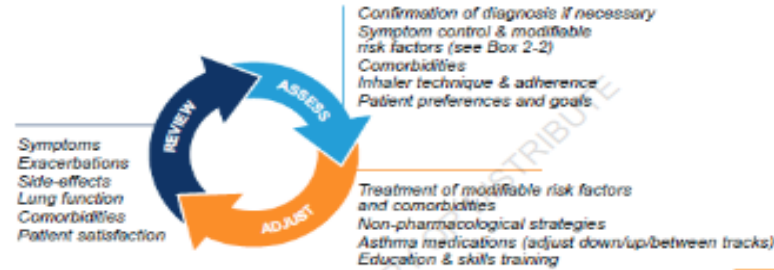 Confirmation of diagnosis if necessary
Symptom control & modifiable
risk factors (see Box 2-2)
Comorbidities
Inhaler technique & adherence
Patient preferences and goals
ASSESS
REVIEW
Symptoms
Exacerbations
Side-effects
Lung function
Comorbidities
Patient satisfaction
ADJUST
Treatment of modifiable risk factors
and comorbidities
Non-pharmacological strategies
Asthma medications (adjust down/up/between tracks)
Education & skills training